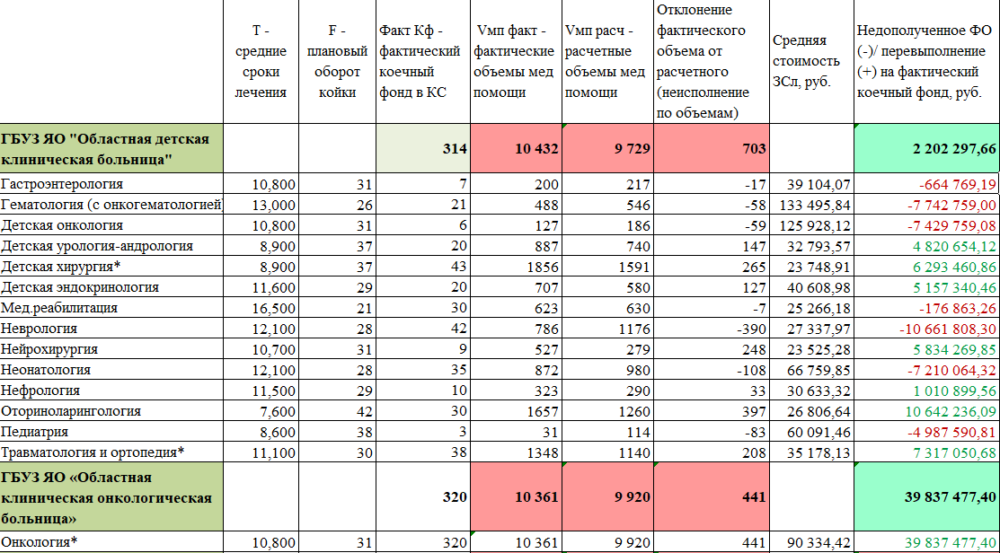 T - средние сроки лечения | F - плановый оборот койки | Факт Кф - фактический коечный фонд в КС | Vмп факт - фактические объемы мед помощи | Vмп расч - расчетные объемы мед помощи | Отклонение фактического объема от расчетного (неисполнение по объемам) | Средняя стоимость ЗСл, руб. | Недополученное ФО (-)/ перевыполнение (+) на фактический коечный фонд, руб.
ГБУЗ ЯО "Областная детская клиническая больница" | 314 | 10 432 | 9 729 | 703 | 2 202 297,66
Гастроэнтерология | 10,800 | 31 | 7 | 200 | 217 | -17 | 39 104,07 | -664 769,19
Гематология (с онкогематологией) | 13,000 | 26 | 21 | 488 | 546 | -58 | 133 495,84 | -7 742 759,00
Детская онкология | 10,800 | 31 | 6 | 127 | 186 | -59 | 125 928,12 | -7 429 759,08
Детская урология-андрология | 8,900 | 37 | 20 | 887 | 740 | 147 | 32 793,57 | 4 820 654,12
Детская хирургия* | 8,900 | 37 | 43 | 1856 | 1591 | 265 | 23 748,91 | 6 293 460,86
Детская эндокринология | 11,600 | 29 | 20 | 707 | 580 | 127 | 40 608,98 | 5 157 340,46
Мед.реабилитация | 16,500 | 21 | 30 | 623 | 630 | -7 | 25 266,18 | -176 863,26
Неврология | 12,100 | 28 | 42 | 786 | 1176 | -390 | 27 337,97 | -10 661 808,30
Нейрохирургия | 10,700 | 31 | 9 | 527 | 279 | 248 | 23 525,28 | 5 834 269,85
Неонатология | 12,100 | 28 | 35 | 872 | 980 | -108 | 66 759,85 | -7 210 064,32
Нефрология | 11,500 | 29 | 10 | 323 | 290 | 33 | 30 633,32 | 1 010 899,56
Оториноларингология | 7,600 | 42 | 30 | 1657 | 1260 | 397 | 26 806,64 | 10 642 236,09
Педиатрия | 8,600 | 38 | 3 | 31 | 114 | -83 | 60 091,46 | -4 987 590,81
Травматология и ортопедия* | 11,100 | 30 | 38 | 1348 | 1140 | 208 | 35 178,13 | 7 317 050,68
ГБУЗ ЯО «Областная клиническая онкологическая больница» | 320 | 10 361 | 9 920 | 441 | 39 837 477,40
Онкология* | 10,800 | 31 | 320 | 10 361 | 9 920 | 441 | 90 334,42 | 39 837 477,40